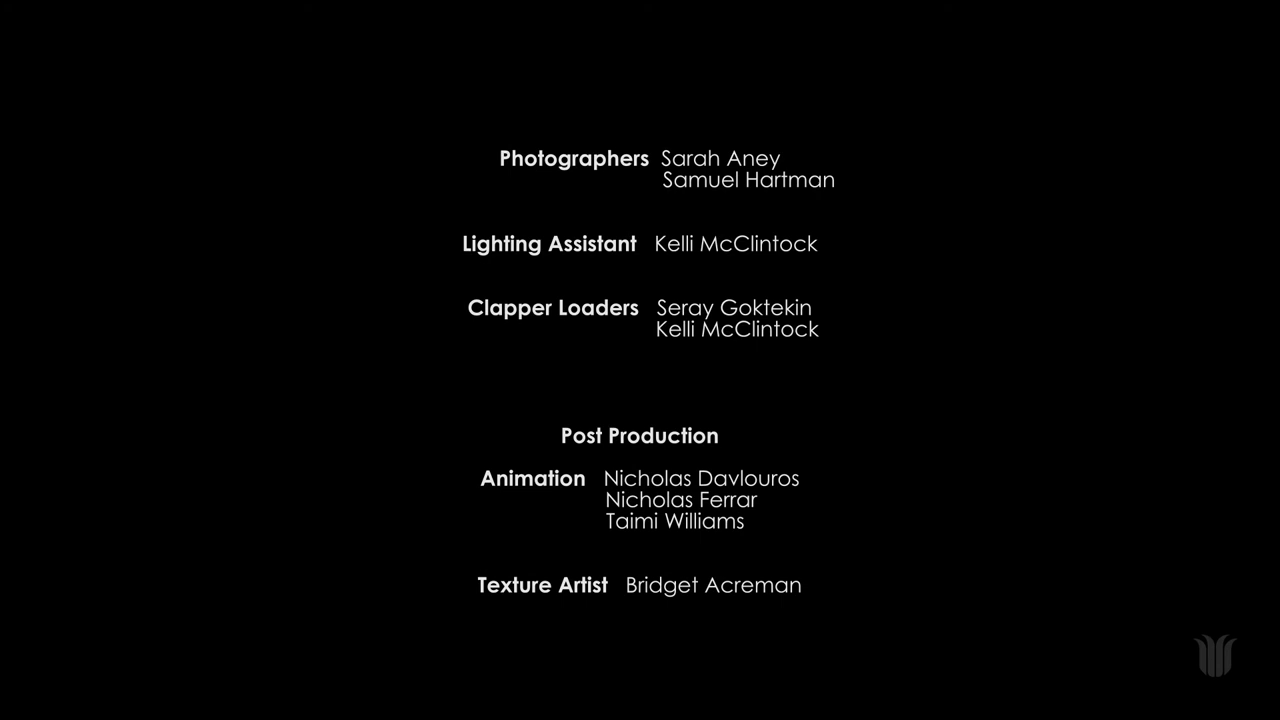 Photographers Sarah Aney
Samuel Hartman
Lighting Assistant Kelli McClintock
Clapper Loaders Seray Goktekin
Kelli McClintock
Post Production
Animation Nicholas Davlouros
Nicholas Ferrar
Taimi Williams
Texture Artist Bridget Acreman